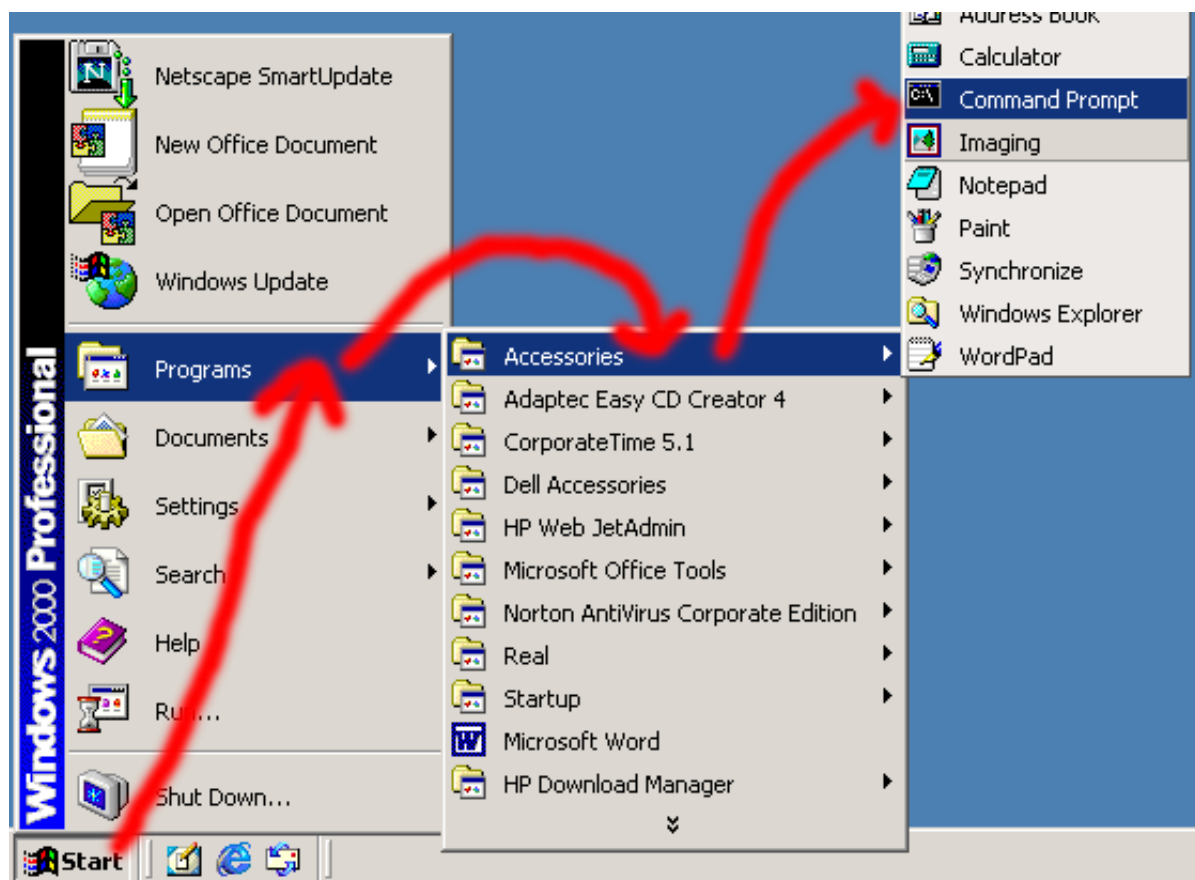 Netscape SmartUpdate
New Office Document
Open Office Document
Windows Update
Programs
Documents
Settings
Search
Help
Run...
Shut Down...
Windows 2000 Professional
Start
Accessories
Adaptec Easy CD Creator 4
CorporateTime 5.1
Dell Accessories
HP Web JetAdmin
Microsoft Office Tools
Norton AntiVirus Corporate Edition
Real
Startup
Microsoft Word
HP Download Manager
Address Book
Calculator
Command Prompt
Imaging
Notepad
Paint
Synchronize
Windows Explorer
WordPad